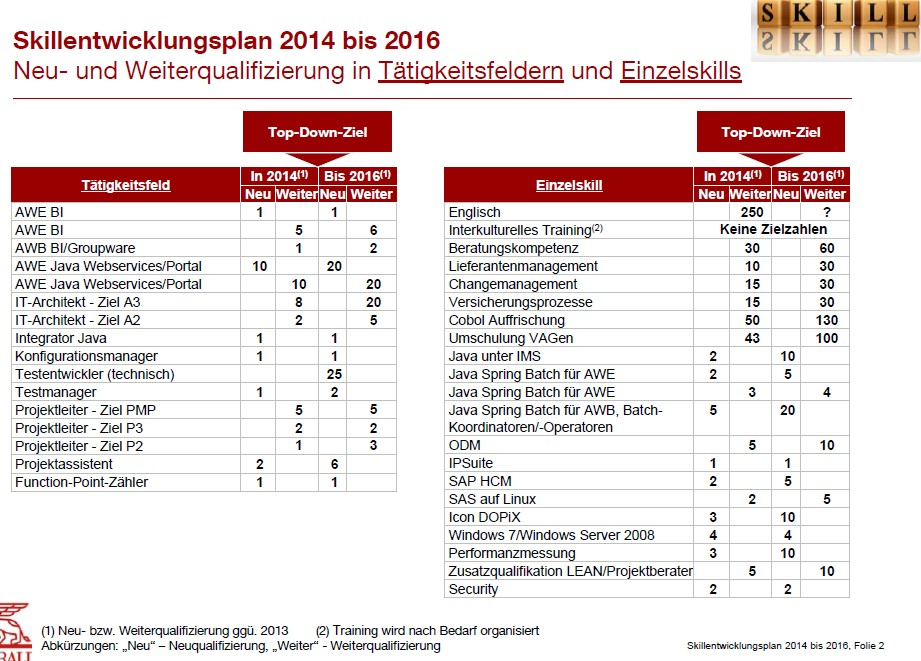 SKILL
Skillentwicklungsplan 2014 bis 2016
Neu- und Weiterqualifizierung in Tätigkeitsfeldern und Einzelskills
Top-Down-Ziel
Tätigkeitsfeld In 2014(1) Bis 2016(1)
Neu Weiter Neu Weiter
AWE BI 1 1
AWE BI 5 6
AWB BI/Groupware 1 2
AWE Java Webservices/Portal 10 20
AWE Java Webservices/Portal 10 20
IT-Architekt - Ziel A3 8 20
IT-Architekt - Ziel A2 2 5
Integrator Java 1 1
Konfigurationsmanager 1 1
Testentwickler (technisch) 25
Testmanager 1 2
Projektleiter - Ziel PMP 5 5
Projektleiter - Ziel P3 2 2
Projektleiter - Ziel P2 1 3
Projektassistent 2 6
Function-Point-Zähler 1 1
Top-Down-Ziel
Einzelskill In 2014(1) Bis 2016(1)
Neu Weiter Neu Weiter
Englisch 250 ?
Interkulturelles Training(2) Keine Zielzahlen
Beratungskompetenz 30 60
Lieferantenmanagement 10 30
Changemanagement 15 30
Versicherungsprozesse 15 30
Cobol Auffrischung 50 130
Umschulung VAGen 43 100
Java unter IMS 2 10
Java Spring Batch für AWE 2 5
Java Spring Batch für AWE 3 4
Java Spring Batch für AWB, Batch- 5 20
Koordinatoren/-Operatoren
ODM 5 10
IPSuite 1 1
SAP HCM 2 5
SAS auf Linux 2 5
Icon DOPiX 3 10
Windows 7/Windows Server 2008 4 4
Performanzmessung 3 10
Zusatzqualifikation LEAN/Projektberater 5 10
Security 2 2
(1) Neu- bzw. Weiterqualifizierung ggü. 2013 (2) Training wird nach Bedarf organisiert
Abkürzungen: „Neu“ – Neuqualifizierung, „Weiter“ - Weiterqualifizierung
Skillentwicklungsplan 2014 bis 2016, Folie 2